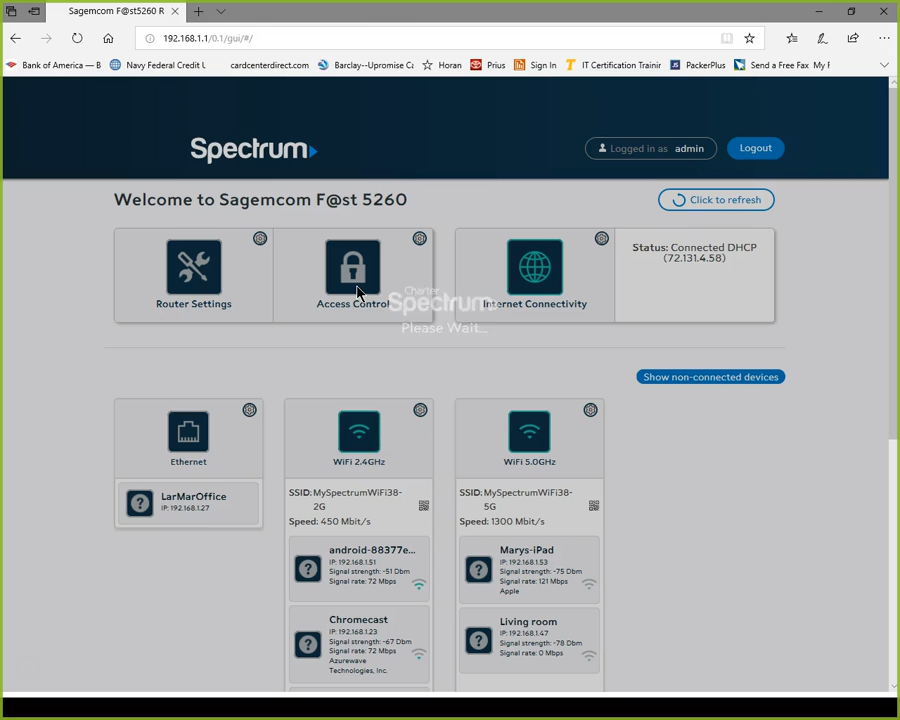 Sagemcom F@st5260 R
192.168.1.1/0.1/gui/#/
Bank of America — B
Navy Federal Credit U
cardcenterdirect.com
Barclay--Upromise Ca
Horan
Prius
Sign In
IT Certification Trainir
PackerPlus
Send a Free Fax
My F
Spectrum
Logged in as admin
Logout
Welcome to Sagemcom F@st 5260
Click to refresh
Router Settings
Access Control
Internet Connectivity
Status: Connected DHCP
(72.131.4.58)
Charter
Spectrum
Please Wait...
Show non-connected devices
Ethernet
WiFi 2.4GHz
WiFi 5.0GHz
LarMarOffice
IP: 192.168.1.27
SSID: MySpectrumWiFi38-
2G
Speed: 450 Mbit/s
android-88377e...
IP: 192.168.1.51
Signal strength: -51 Dbm
Signal rate: 72 Mbps
Chromecast
IP: 192.168.1.23
Signal strength: -67 Dbm
Signal rate: 72 Mbps
Azurewave
Technologies, Inc.
SSID: MySpectrumWiFi38-
5G
Speed: 1300 Mbit/s
Marys-iPad
IP: 192.168.1.53
Signal strength: -75 Dbm
Signal rate: 121 Mbps
Apple
Living room
IP: 192.168.1.47
Signal strength: -78 Dbm
Signal rate: 0 Mbps